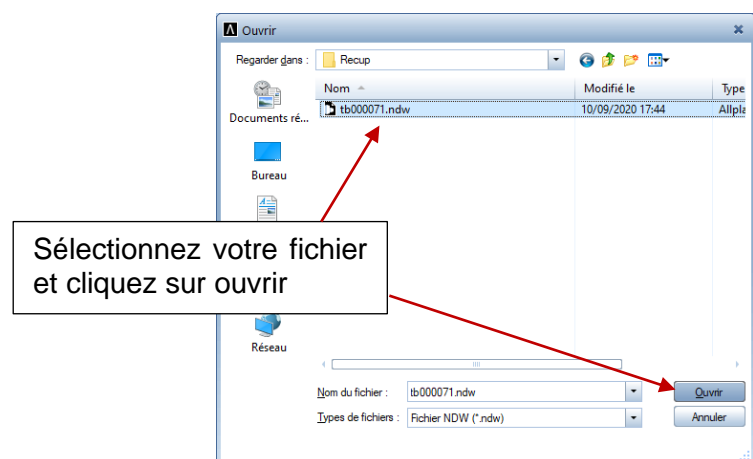 Ouvrir
Regarder dans :
Recup
Nom
Modifié le
Type
tb000071.ndw
10/09/2020 17:44
Allpla
Documents ré...
Bureau
Sélectionnez votre fichier
et cliquez sur ouvrir
Réseau
Nom du fichier :
tb000071.ndw
Ouvrir
Types de fichiers :
Fichier NDW (*.ndw)
Annuler